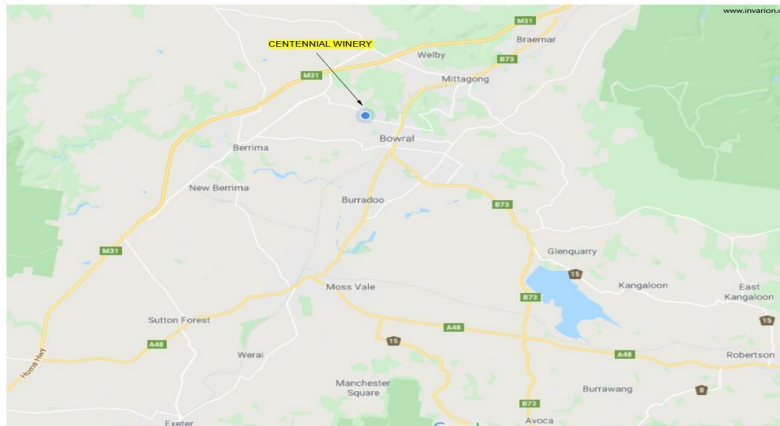 www.invarion.c
M31
Braemar
CENTENNIAL WINERY
Welby
B73
M31
Mittagong
Bowral
Berrima
New Berrima
Burradoo
B73
M31
Glenquarry
15
Kangaloon
East
Kangaloon
Moss Vale
B73
Sutton Forest
15
A48
A48
15
Werai
A48
Robertson
Hume Hwy
Manchester
Square
Burrawang
8
B73
Exeter
Avoca